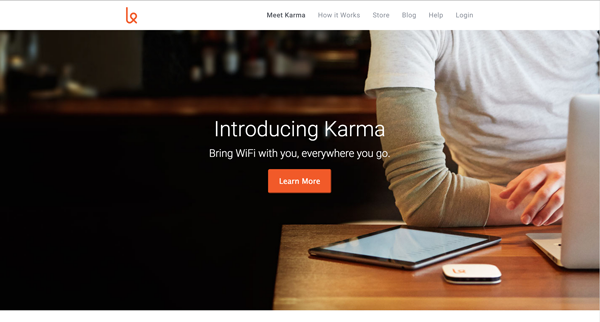 Meet Karma How it Works Store Blog Help Login
Introducing Karma
Bring WiFi with you, everywhere you go.
Learn More